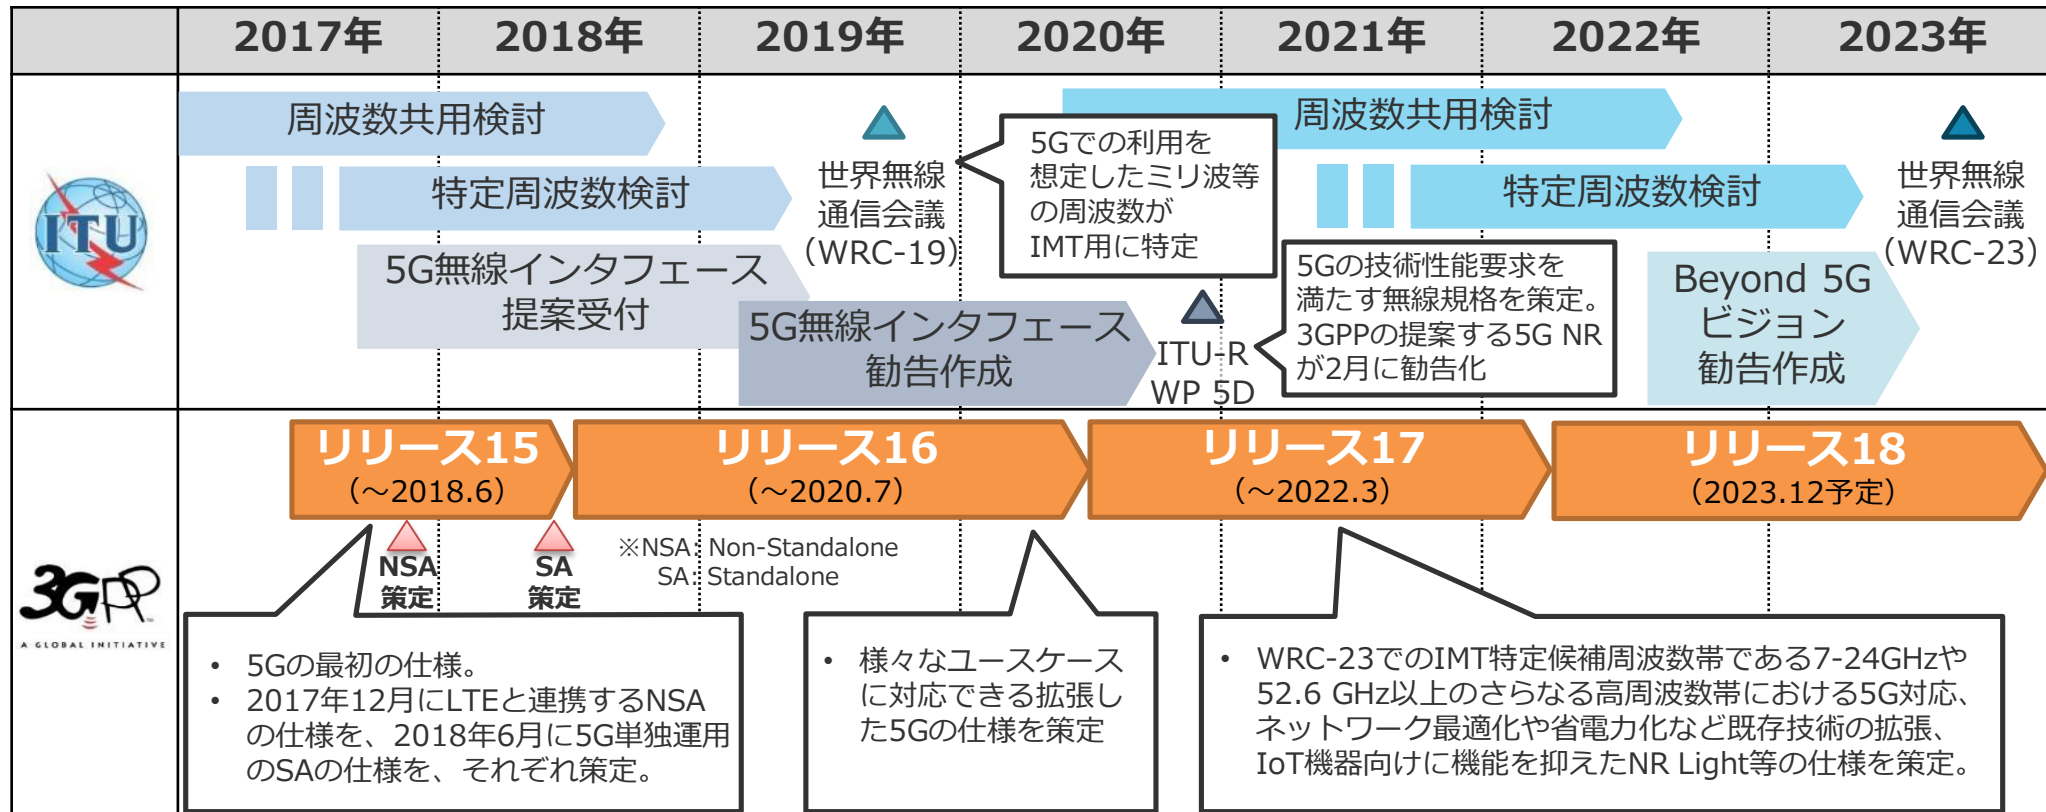 2017年 2018年 2019年 2020年 2021年 2022年 2023年
周波数共用検討
特定周波数検討
5G無線インタフェース
提案受付
5G無線インタフェース
勧告作成
世界無線
通信会議
(WRC-19)
5Gでの利用を
想定したミリ波等
の周波数が
IMT用に特定
ITU-R
WP 5D
周波数共用検討
特定周波数検討
5Gの技術性能要求を
満たす無線規格を策定。
3GPPの提案する5G NR
が2月に勧告化
Beyond 5G
ビジョン
勧告作成
世界無線
通信会議
(WRC-23)
ITU
リリース15
（～2018.6）
リリース16
（～2020.7）
リリース17
（～2022.3）
リリース18
（2023.12予定）
NSA
策定
SA
策定
※NSA: Non-Standalone
SA: Standalone
3GPP
A GLOBAL INITIATIVE
• 5Gの最初の仕様。
• 2017年12月にLTEと連携するNSA
の仕様を、2018年6月に5G単独運用
のSAの仕様を、それぞれ策定。
• 様々なユースケース
に対応できる拡張し
た5Gの仕様を策定
• WRC-23でのIMT特定候補周波数帯である7-24GHzや
52.6 GHz以上のさらなる高周波数帯における5G対応、
ネットワーク最適化や省電力化など既存技術の拡張、
IoT機器向けに機能を抑えたNR Light等の仕様を策定。